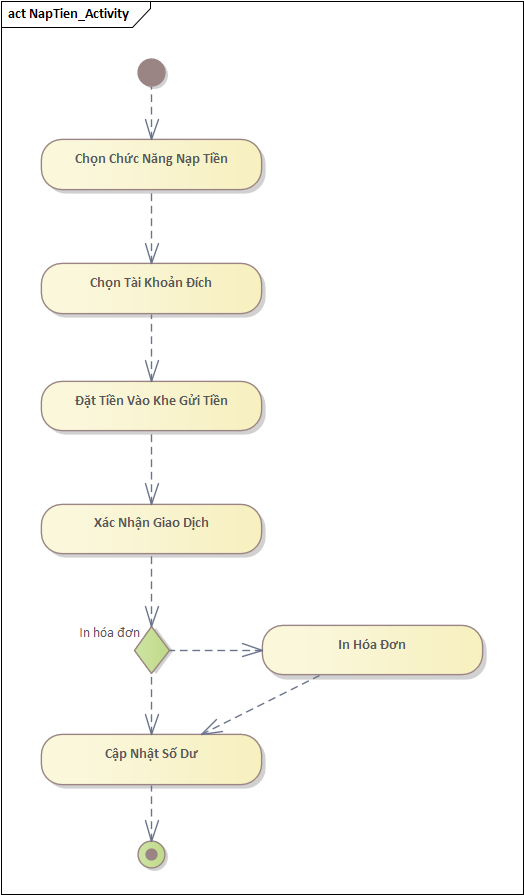 act NapTien_Activity
Chọn Chức Năng Nạp Tiền
Chọn Tài Khoản Đích
Đặt Tiền Vào Khe Gửi Tiền
Xác Nhận Giao Dịch
In hóa đơn
In Hóa Đơn
Cập Nhật Số Dư